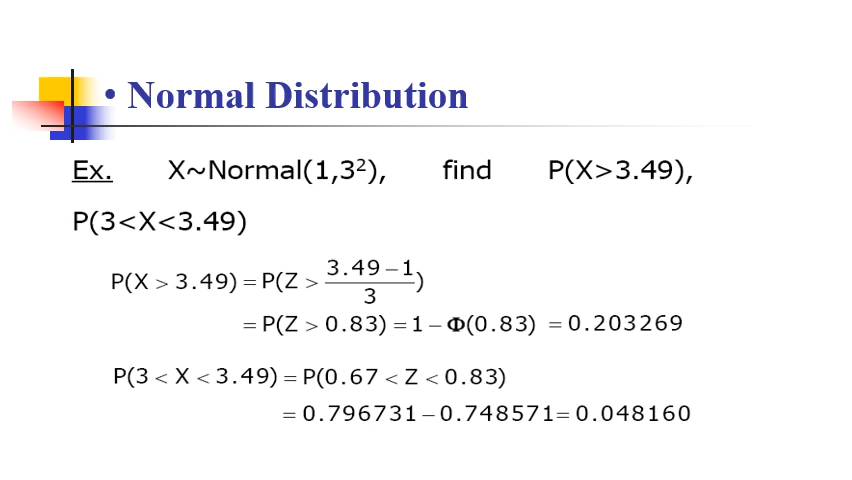 • Normal Distribution
Ex. X~Normal(1,3²), find P(X>3.49),
P(3<X<3.49)
P(X > 3.49) = P(Z > (3.49 − 1)/3)
= P(Z > 0.83) = 1 − Φ(0.83) = 0.203269
P(3 < X < 3.49) = P(0.67 < Z < 0.83)
= 0.796731 − 0.748571 = 0.048160